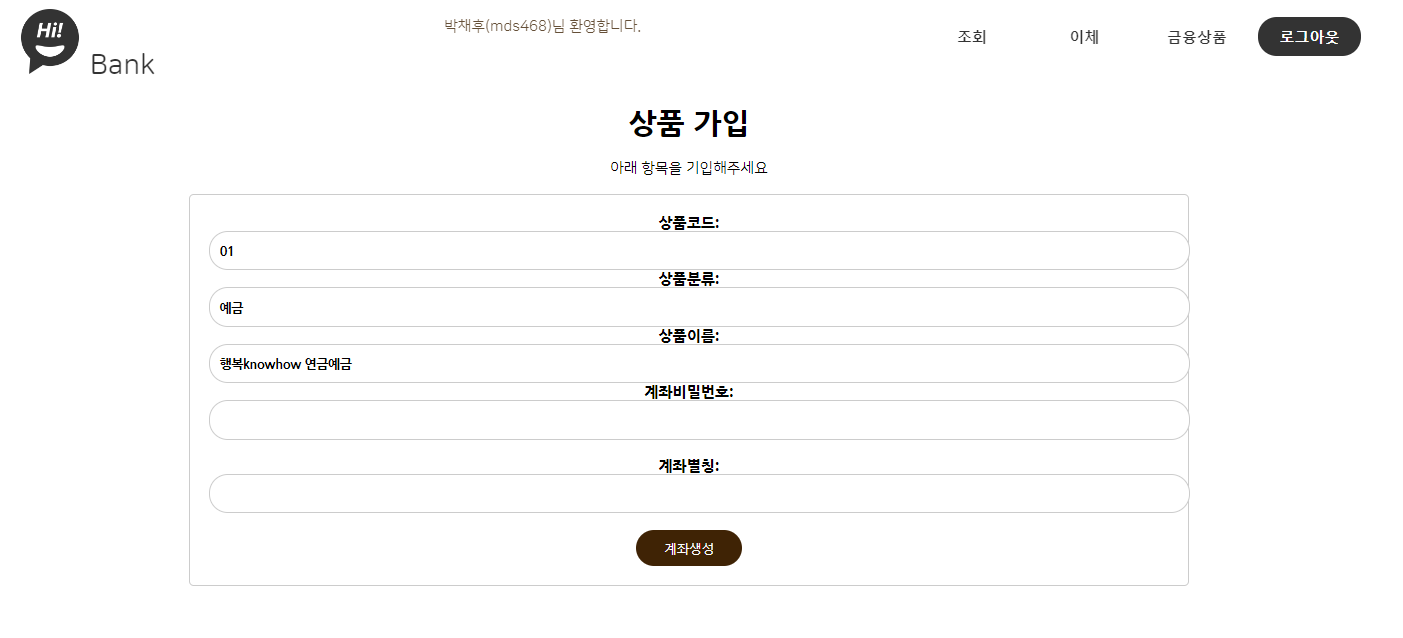 Hi!
Bank
박채후(mds468)님 환영합니다.
조회
이체
금융상품
로그아웃
상품 가입
아래 항목을 기입해주세요
상품코드:
01
상품분류:
예금
상품이름:
행복knowhow 연금예금
계좌비밀번호:
계좌별칭:
계좌생성